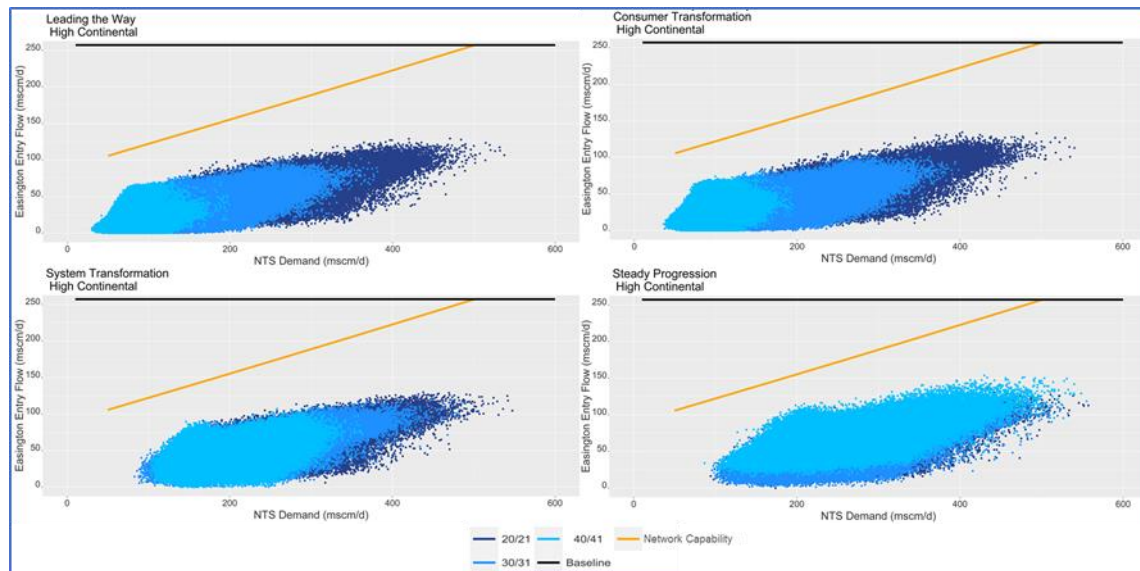 Leading the Way
High Continental
Easington Entry Flow (mscm/d)
250
200
150
100
50
0
0 200 400 600
NTS Demand (mscm/d)
Consumer Transformation
High Continental
Easington Entry Flow (mscm/d)
250
200
150
100
50
0
0 200 400 600
NTS Demand (mscm/d)
System Transformation
High Continental
Easington Entry Flow (mscm/d)
250
200
150
100
50
0
0 200 400 600
NTS Demand (mscm/d)
Steady Progression
High Continental
Easington Entry Flow (mscm/d)
250
200
150
100
50
0
0 200 400 600
NTS Demand (mscm/d)
20/21 40/41 Network Capability
30/31 Baseline